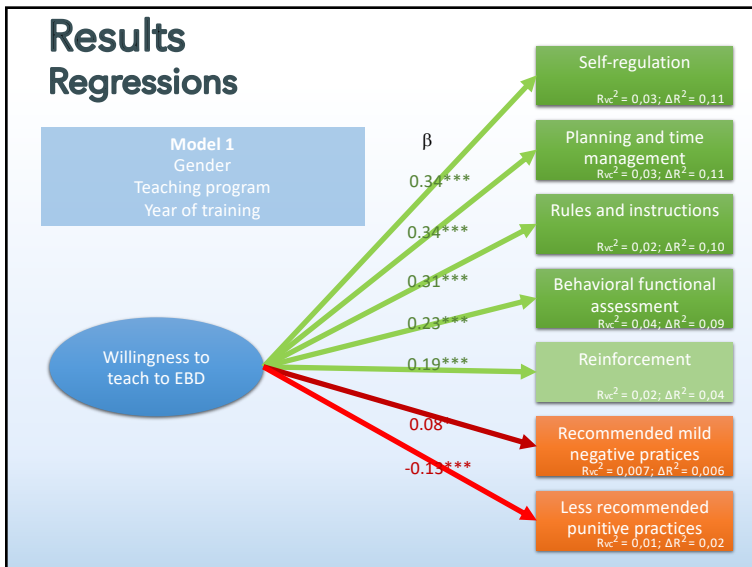 Results
Regressions
Model 1
Gender
Teaching program
Year of training
β
0.34***
0.34***
0.31***
0.23***
0.19***
0.08
-0.13***
Willingness to
teach to EBD
Self-regulation
Rvc² = 0,03; ΔR² = 0,11
Planning and time
management
Rvc² = 0,03; ΔR² = 0,11
Rules and instructions
Rvc² = 0,02; ΔR² = 0,10
Behavioral functional
assessment
Rvc² = 0,04; ΔR² = 0,09
Reinforcement
Rvc² = 0,02; ΔR² = 0,04
Recommended mild
negative pratices
Rvc² = 0,007; ΔR² = 0,006
Less recommended
punitive practices
Rvc² = 0,01; ΔR² = 0,02